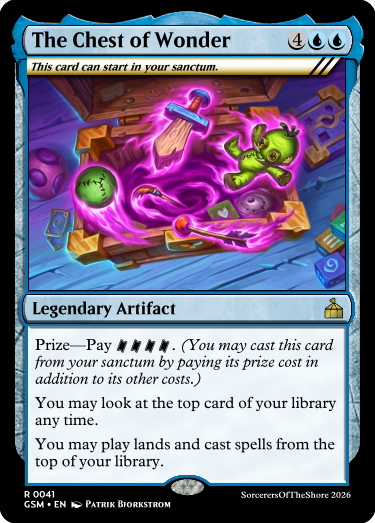 The Chest of Wonder 4
This card can start in your sanctum.
Legendary Artifact
Prize—Pay . (You may cast this card
from your sanctum by paying its prize cost in
addition to its other costs.)
You may look at the top card of your library
any time.
You may play lands and cast spells from the
top of your library.
R 0041
GSM • EN Patrik Bjorkstrom
SorcerersOfTheShore 2026